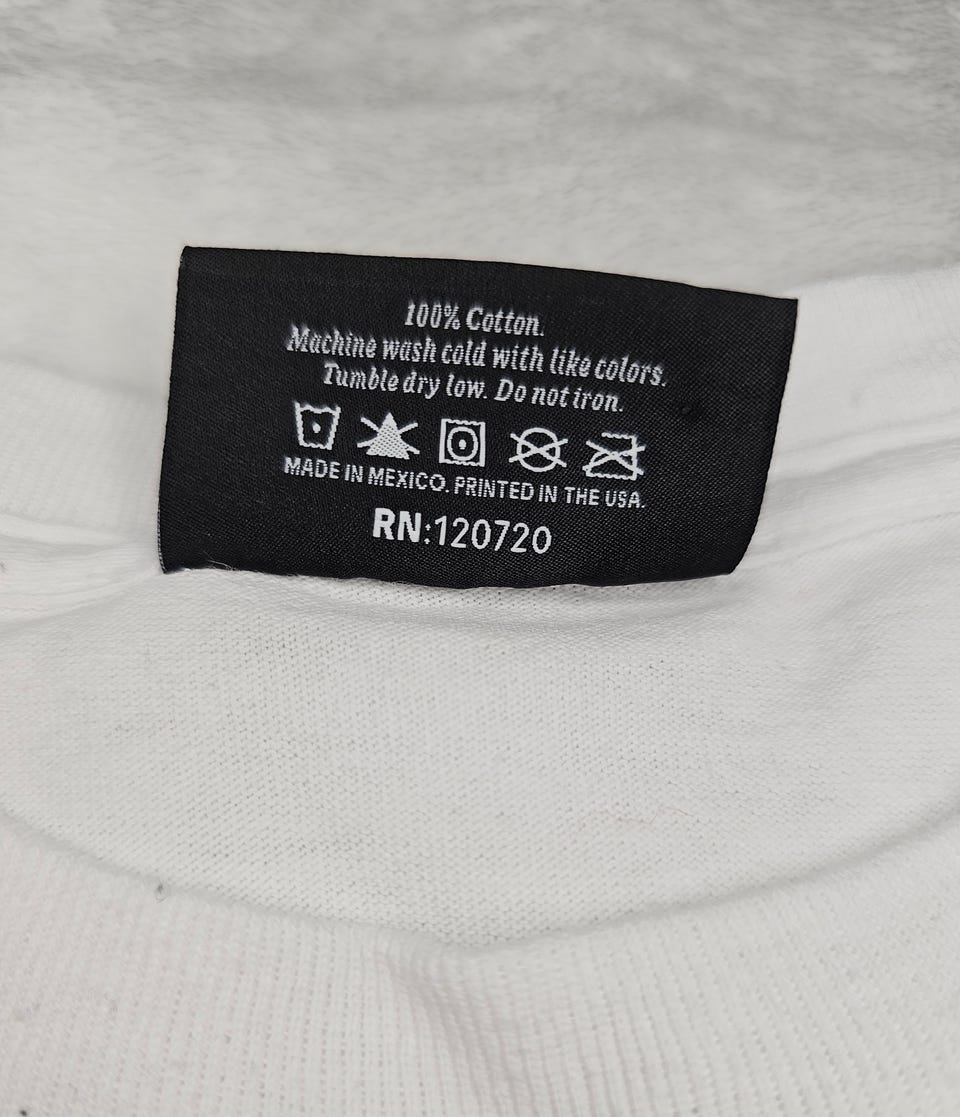 100% Cotton.
Machine wash cold with like colors.
Tumble dry low. Do not iron.
MADE IN MEXICO. PRINTED IN THE USA.
RN:120720